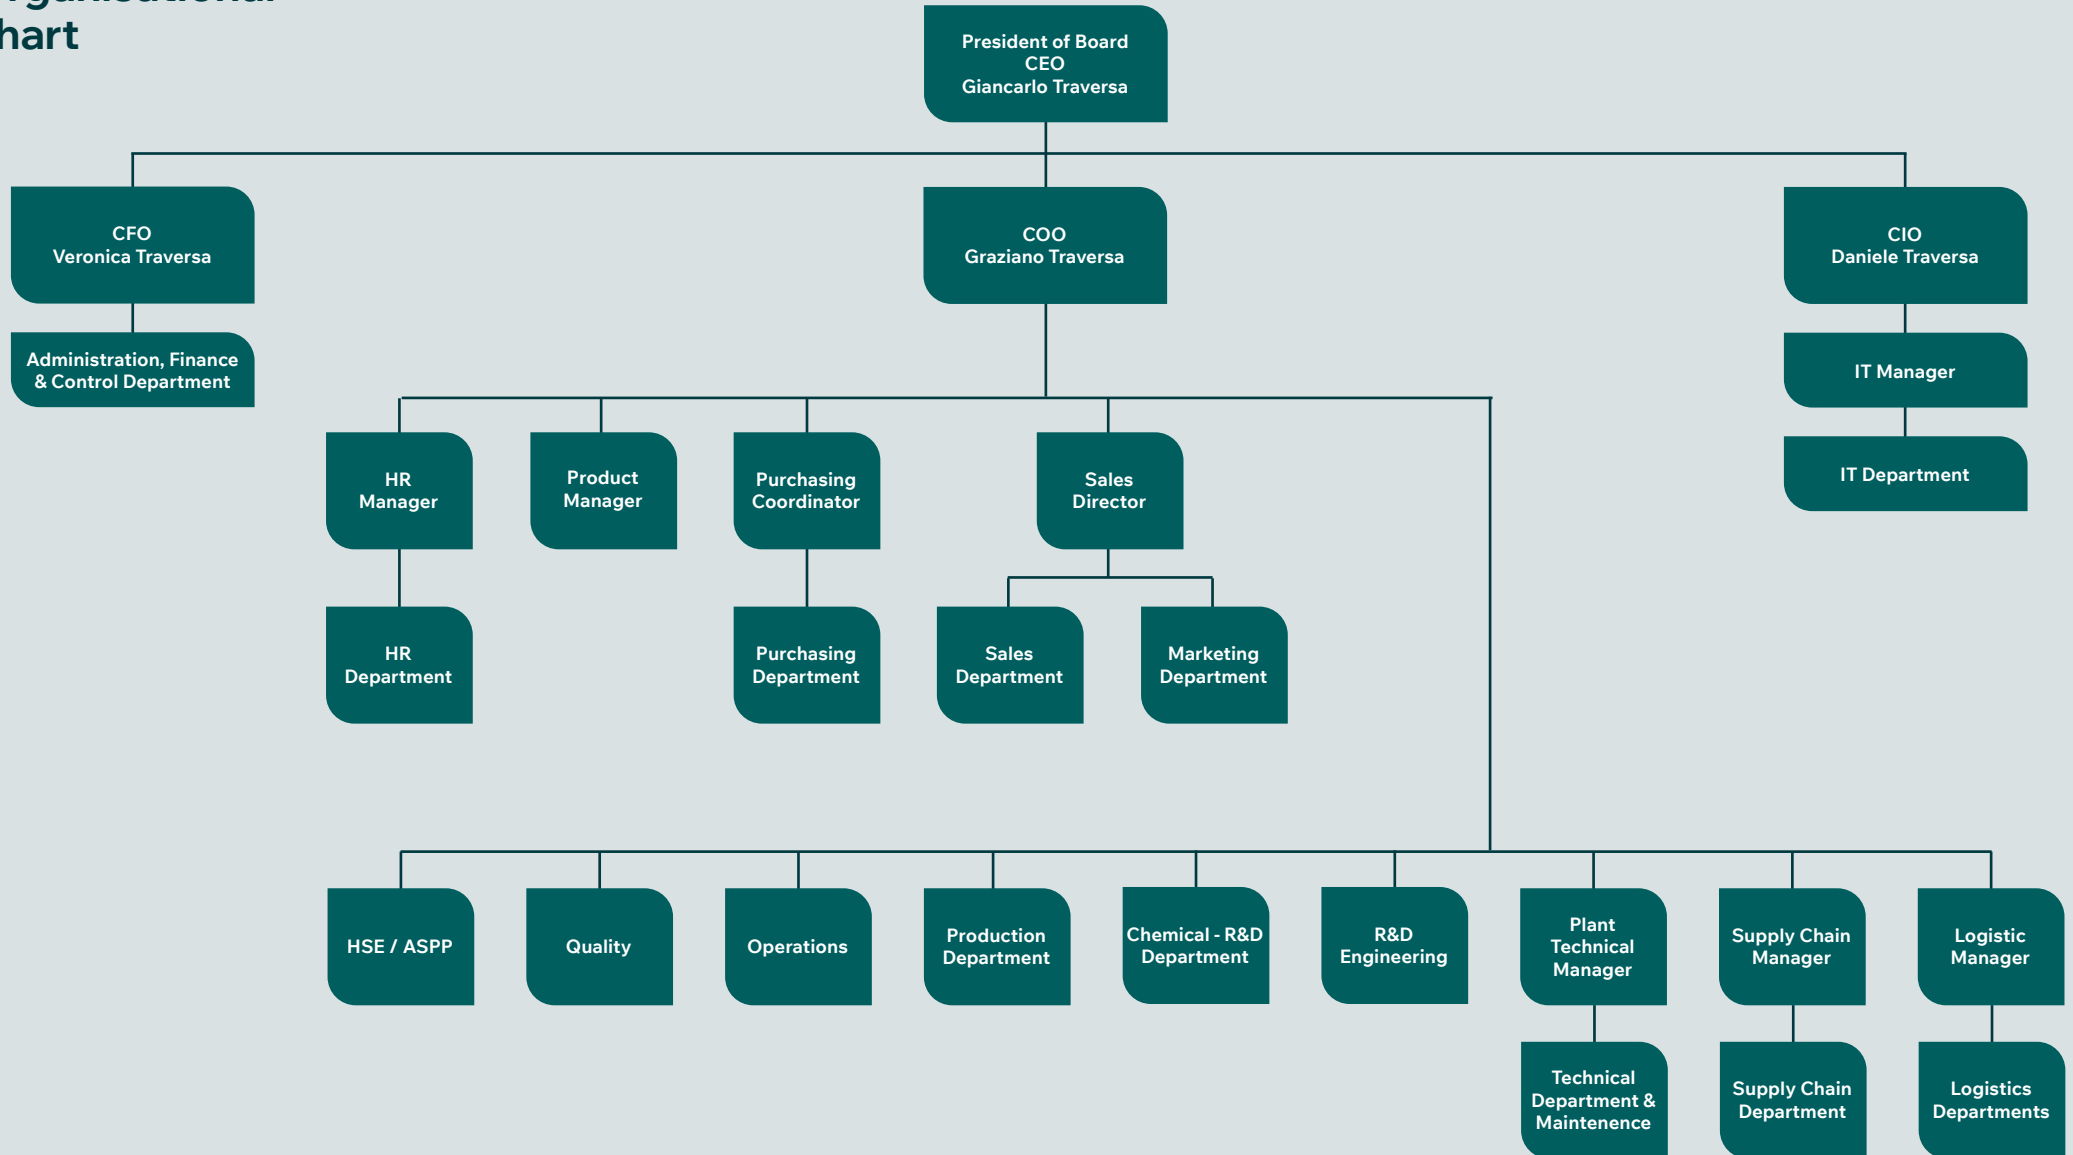 hart
President of Board
CEO
Giancarlo Traversa
CFO
Veronica Traversa
COO
Graziano Traversa
CIO
Daniele Traversa
Administration, Finance
& Control Department
IT Manager
IT Department
HR
Manager
Product
Manager
Purchasing
Coordinator
Sales
Director
HR
Department
Purchasing
Department
Sales
Department
Marketing
Department
HSE / ASPP
Quality
Operations
Production
Department
Chemical - R&D
Department
R&D
Engineering
Plant
Technical
Manager
Supply Chain
Manager
Logistic
Manager
Technical
Department &
Maintenence
Supply Chain
Department
Logistics
Departments